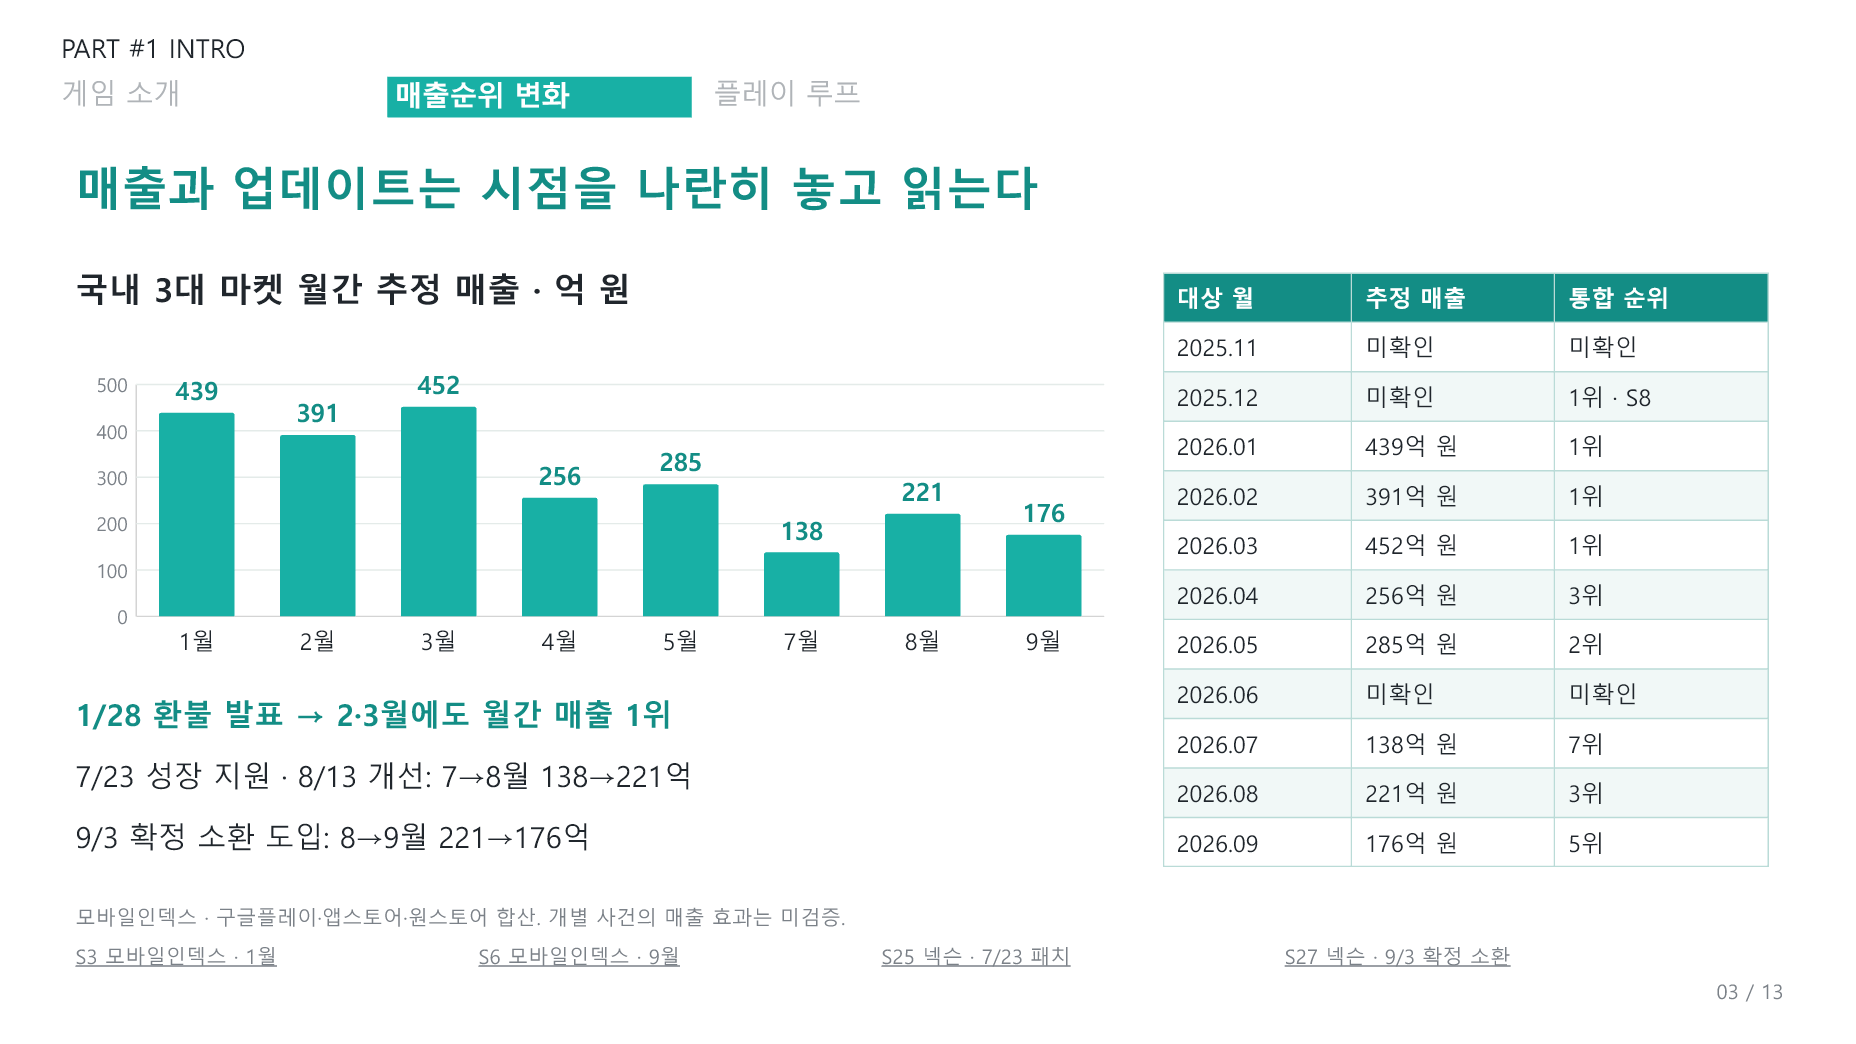 PART #1 INTRO
게임 소개
매출순위 변화
플레이 루프
매출과 업데이트는 시점을 나란히 놓고 읽는다
국내 3대 마켓 월간 추정 매출 · 억 원
500
400
300
200
100
0
439
391
452
256
285
138
221
176
1월
2월
3월
4월
5월
7월
8월
9월
1/28 환불 발표 → 2·3월에도 월간 매출 1위
7/23 성장 지원 · 8/13 개선: 7→8월 138→221억
9/3 확정 소환 도입: 8→9월 221→176억
대상 월 추정 매출 통합 순위
2025.11 미확인 미확인
2025.12 미확인 1위 · S8
2026.01 439억 원 1위
2026.02 391억 원 1위
2026.03 452억 원 1위
2026.04 256억 원 3위
2026.05 285억 원 2위
2026.06 미확인 미확인
2026.07 138억 원 7위
2026.08 221억 원 3위
2026.09 176억 원 5위
모바일인덱스 · 구글플레이·앱스토어·원스토어 합산. 개별 사건의 매출 효과는 미검증.
S3 모바일인덱스 · 1월
S6 모바일인덱스 · 9월
S25 넥슨 · 7/23 패치
S27 넥슨 · 9/3 확정 소환
03 / 13